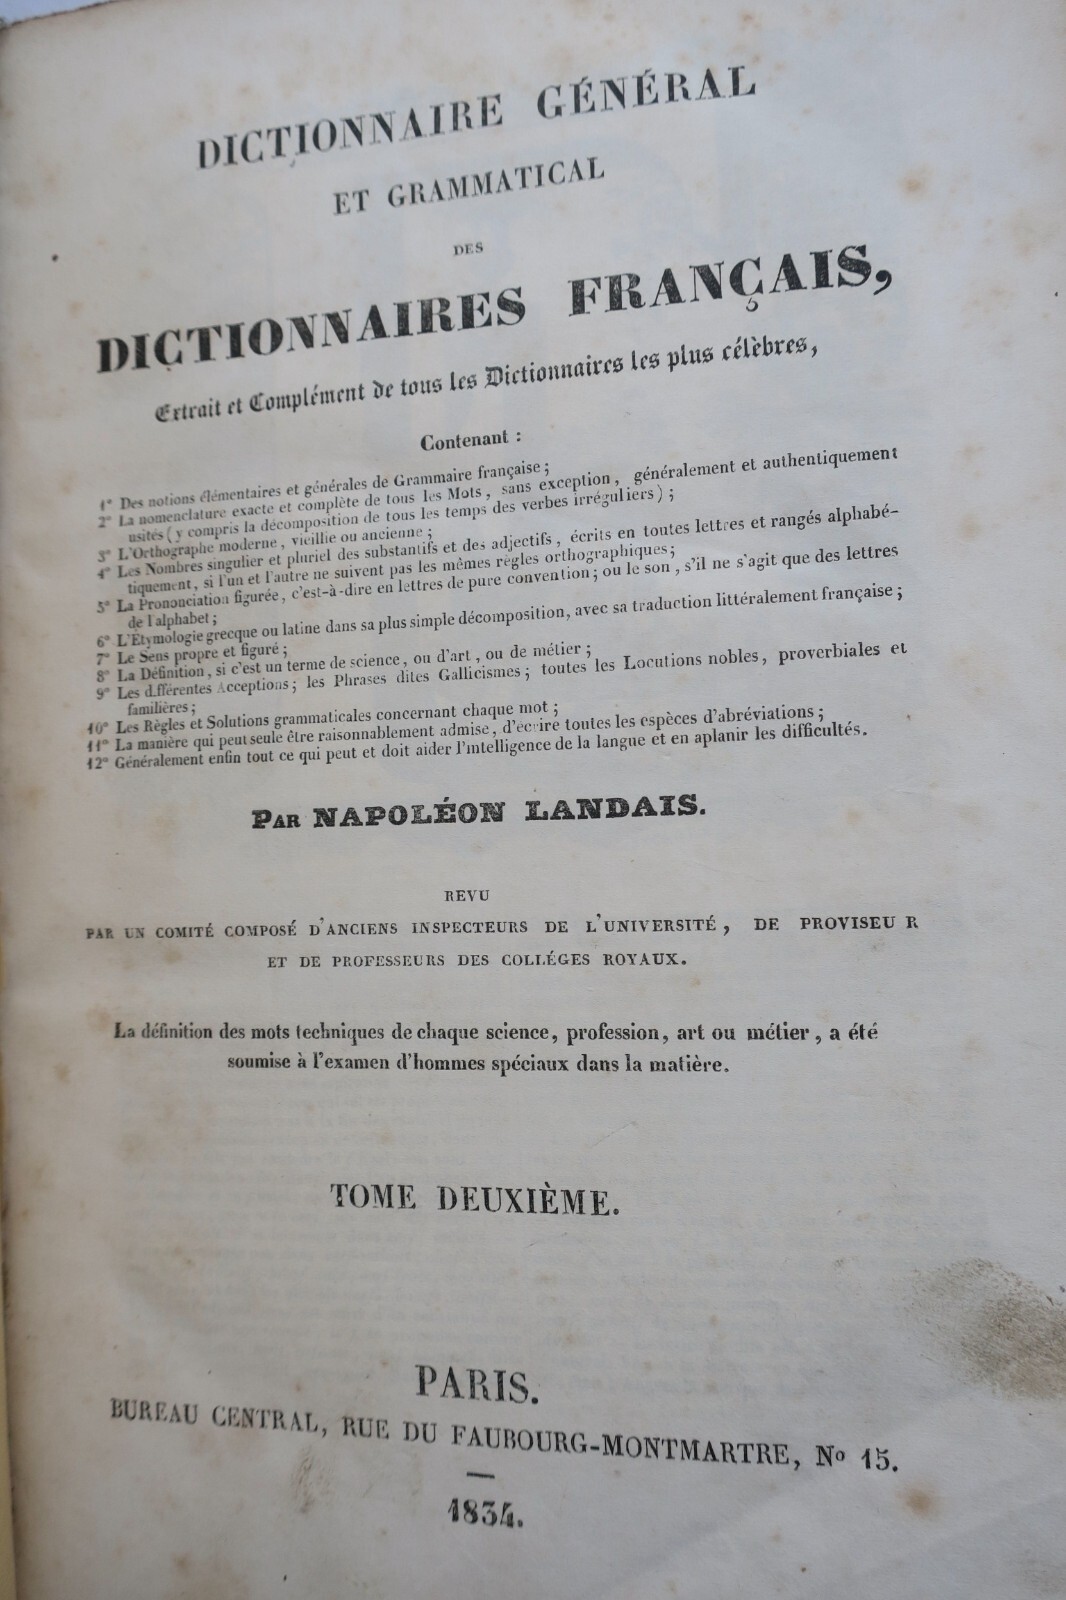 DICTIONNAIRE GÉNÉRAL
ET GRAMMATICAL
DES
DICTIONNAIRES FRANÇAIS,
Extrait et Complément de tous les Dictionnaires les plus célèbres,
Contenant :
1° Des notions élémentaires et générales de Grammaire française ;
2° La nomenclature exacte et complète de tous les Mots, sans exception, généralement et authentiquement
usités (y compris la décomposition de tous les temps des verbes irréguliers) ;
3° L'Orthographe moderne, vieillie ou ancienne ;
4° Les Nombres singulier et pluriel des substantifs et des adjectifs, écrits en toutes lettres et rangés alphabé-
tiquement, si l'un et l'autre ne suivent pas les mêmes règles orthographiques ;
5° La Prononciation figurée, c'est-à-dire en lettres de pure convention ; ou le son, s'il ne s'agit que des lettres
de l'alphabet ;
6° L'Étymologie grecque ou latine dans sa plus simple décomposition, avec sa traduction littéralement française ;
7° Le Sens propre et figuré ;
8° La Définition, si c'est un terme de science, ou d'art, ou de métier ;
9° Les différentes Acceptions ; les Phrases dites Gallicismes ; toutes les Locutions nobles, proverbiales et
familières ;
10° Les Règles et Solutions grammaticales concernant chaque mot ;
11° La manière qui peut seule être raisonnablement admise, d'écrire toutes les espèces d'abréviations ;
12° Généralement enfin tout ce qui peut et doit aider l'intelligence de la langue et en aplanir les difficultés.
PAR NAPOLÉON LANDAIS.
REVU
PAR UN COMITÉ COMPOSÉ D'ANCIENS INSPECTEURS DE L'UNIVERSITÉ, DE PROVISEU R
ET DE PROFESSEURS DES COLLÉGES ROYAUX.
La définition des mots techniques de chaque science, profession, art ou métier, a été
soumise à l'examen d'hommes spéciaux dans la matière.
TOME DEUXIÈME.
PARIS.
BUREAU CENTRAL, RUE DU FAUBOURG-MONTMARTRE, No 15.
1834.